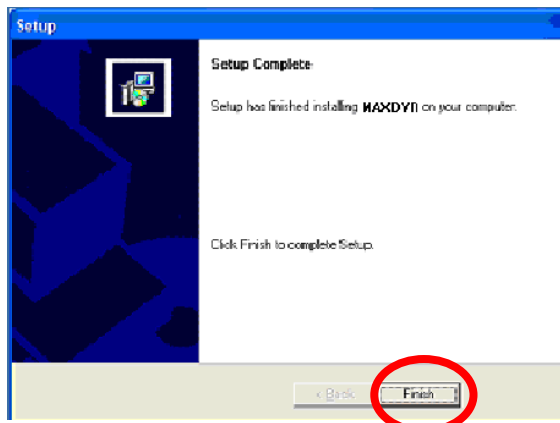 Setup
Setup Complete
Setup has finished installing MAXDYN on your computer.
Click Finish to complete Setup.
< Back
Finish